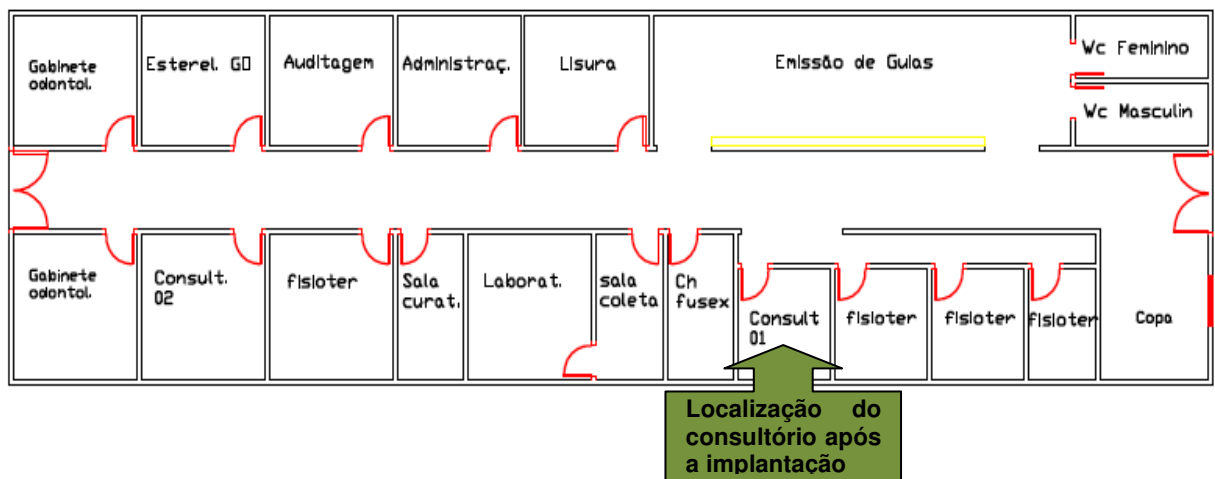 Gabinete
odontol.
Esterel. GO
Auditagem
Administraç.
Lisura
Emissão de Guias
Wc Feminino
Wc Masculin
Gabinete
odontol.
Consult.
02
fisioter
Sala
curat.
Laborat.
sala
coleta
Ch
fusex
Consult
01
fisioter
fisioter
fisioter
Copa
Localização do
consultório após
a implantação